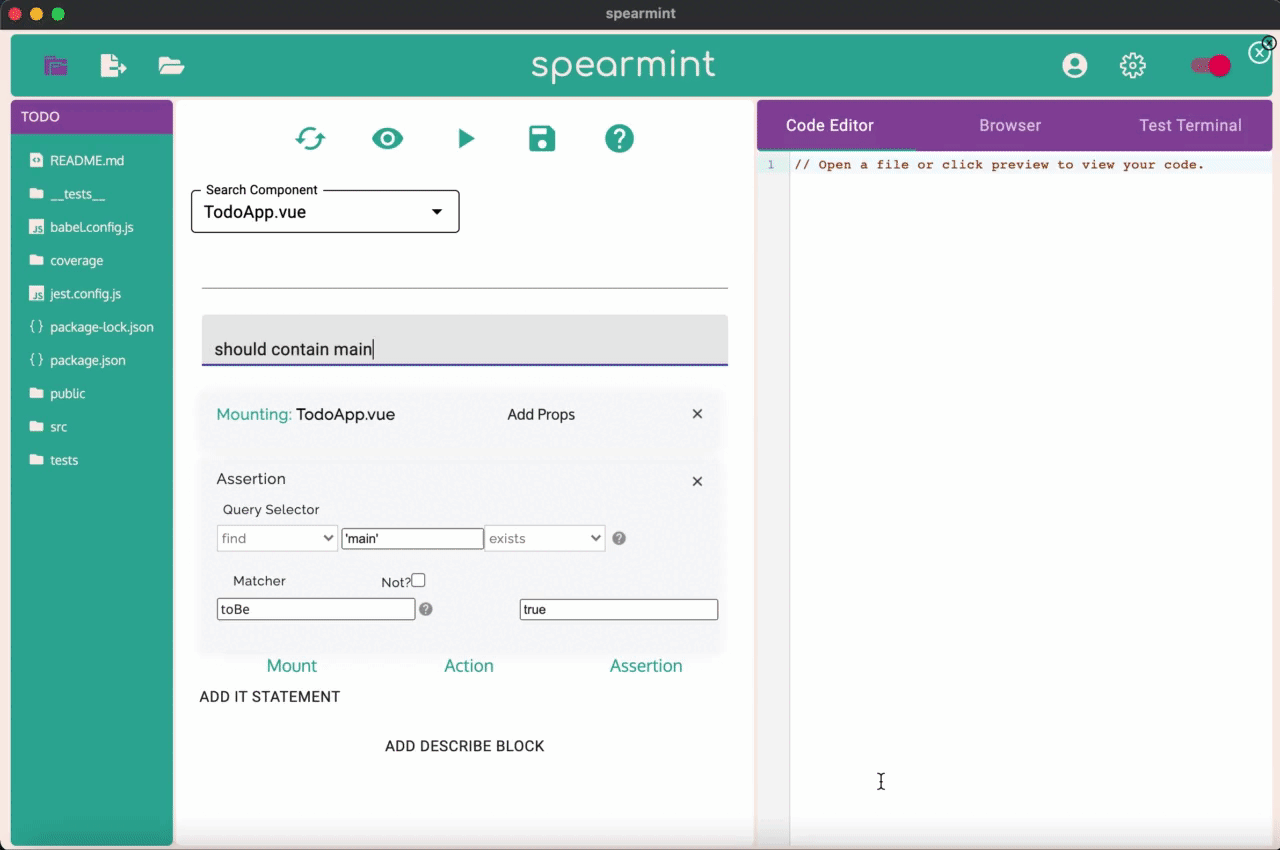 spearmint
spearmint
TODO
README.md
__tests__
babel.config.js
coverage
jest.config.js
package-lock.json
package.json
public
src
tests
Search Component
TodoApp.vue
should contain main
Mounting: TodoApp.vue Add Props
Assertion
Query Selector
find 'main' exists
Matcher Not?
toBe true
Mount Action Assertion
ADD IT STATEMENT
ADD DESCRIBE BLOCK
Code Editor Browser Test Terminal
1 // Open a file or click preview to view your code.